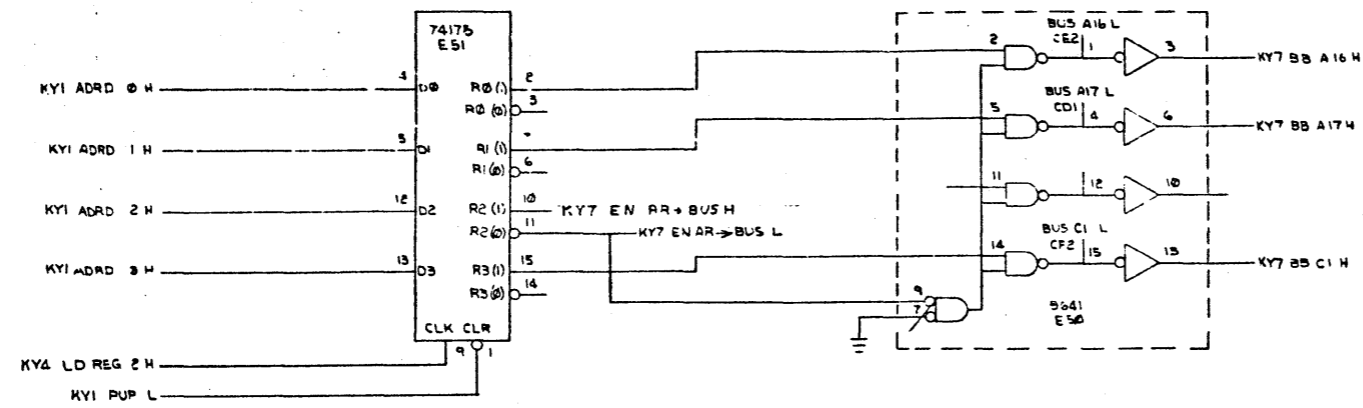 74175
E51
KY1 ADRD 0 H
4
D0
R0(1)
2
R0(0)
3
KY1 ADRD 1 H
5
D1
R1(1)
R1(0)
6
KY1 ADRD 2 H
12
D2
R2(1)
10
KY7 EN AR→BUS H
R2(0)
11
KY7 EN AR→BUS L
KY1 ADRD 3 H
13
D3
R3(1)
15
R3(0)
14
CLK CLR
9
1
KY4 LD REG 2 H
KY1 PUP L
BUS A16 L
CE2
2
1
3
KY7 BB A16 H
BUS A17 L
CD1
5
4
6
KY7 BB A17 H
11
12
10
BUS C1 L
CF2
14
15
13
KY7 BB C1 H
9
7
5641
E50